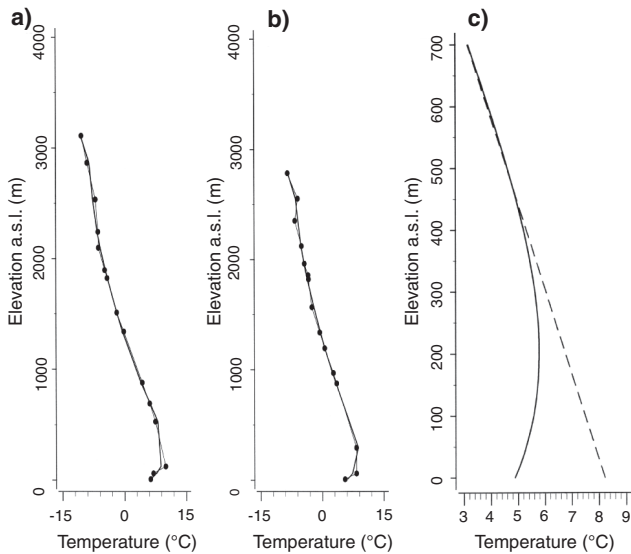 a)
b)
c)
4000
3000
2000
1000
0
Elevation a.s.l. (m)
-15
0
15
Temperature (°C)
4000
3000
2000
1000
0
Elevation a.s.l. (m)
-15
0
15
Temperature (°C)
700
600
500
400
300
200
100
0
Elevation a.s.l. (m)
3 4 5 6 7 8 9
Temperature (°C)